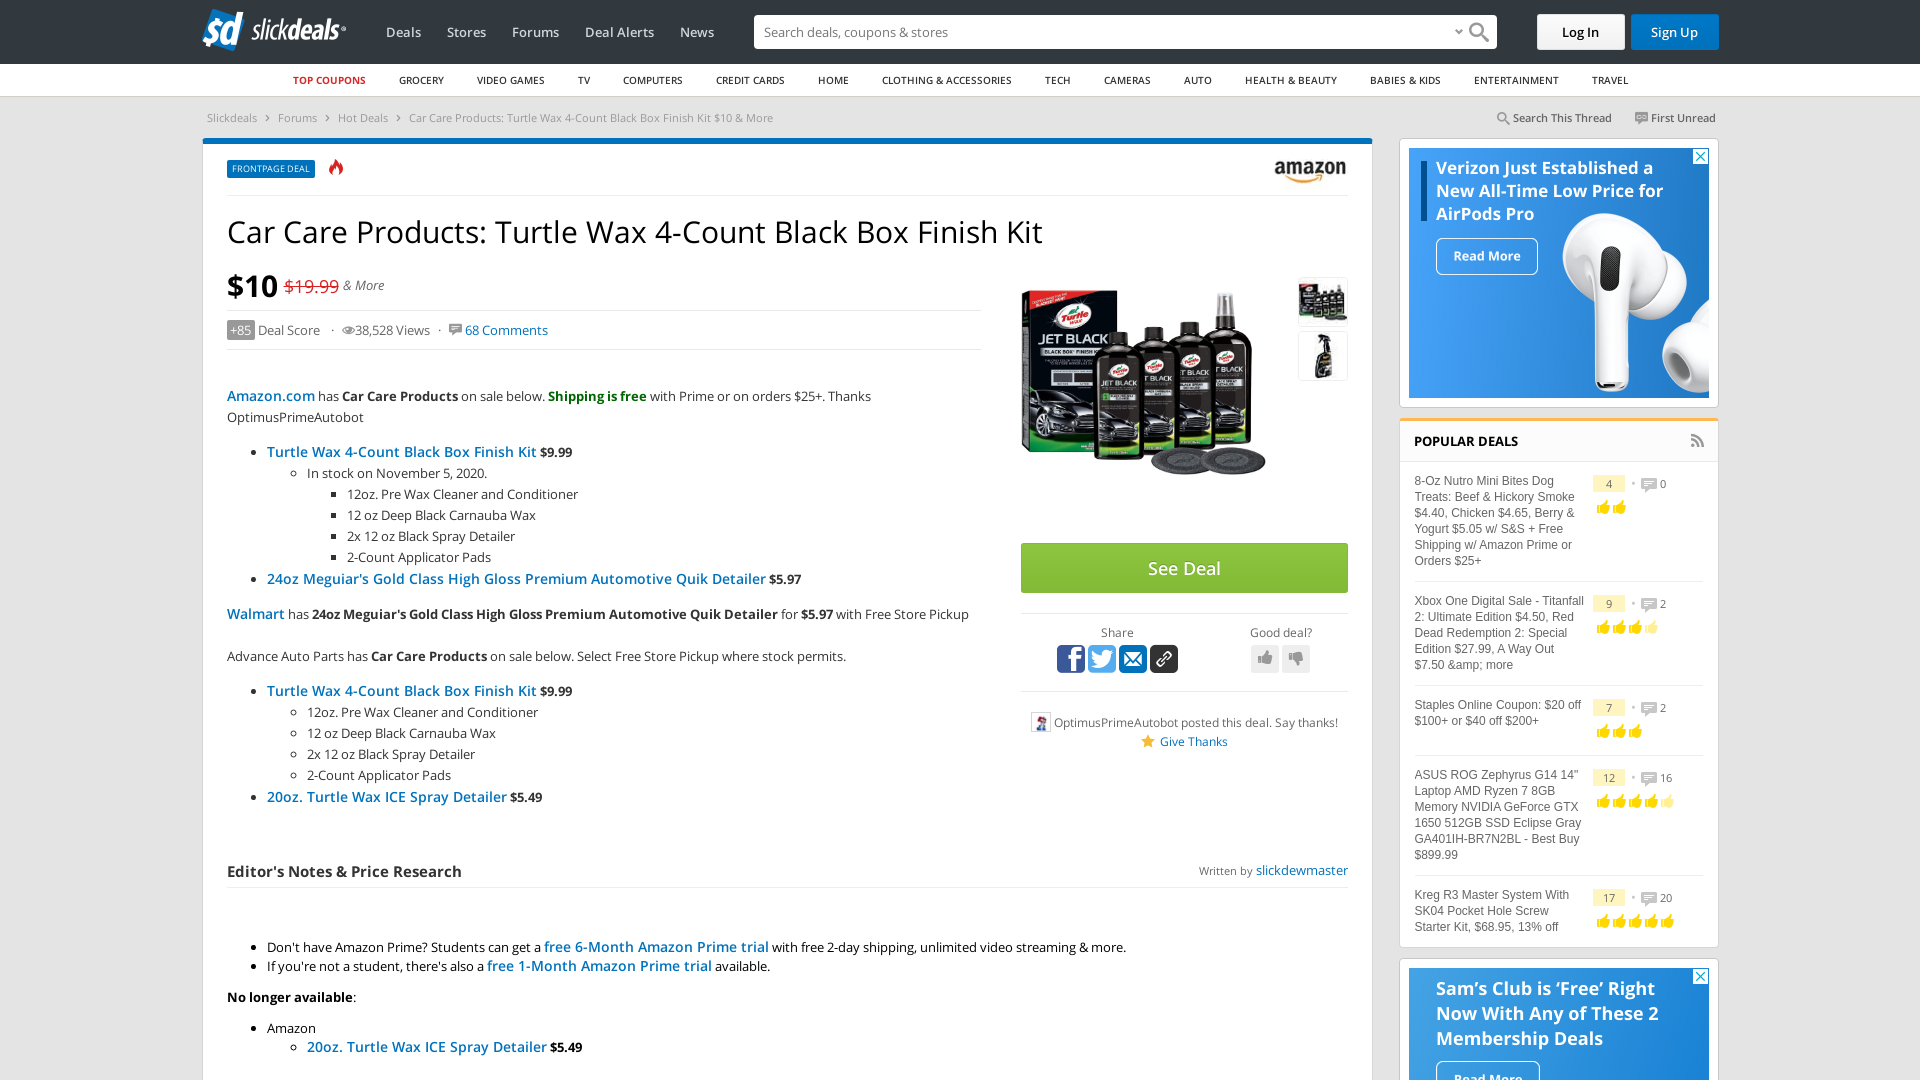 sd slickdeals
Deals
Stores
Forums
Deal Alerts
News
Search deals, coupons & stores
Log In
Sign Up
TOP COUPONS
GROCERY
VIDEO GAMES
TV
COMPUTERS
CREDIT CARDS
HOME
CLOTHING & ACCESSORIES
TECH
CAMERAS
AUTO
HEALTH & BEAUTY
BABIES & KIDS
ENTERTAINMENT
TRAVEL
Slickdeals › Forums › Hot Deals › Car Care Products: Turtle Wax 4-Count Black Box Finish Kit $10 & More
Search This Thread
First Unread
FRONTPAGE DEAL
amazon
Car Care Products: Turtle Wax 4-Count Black Box Finish Kit
$10 $19.99 & More
+85 Deal Score · 38,528 Views · 68 Comments
Amazon.com has Car Care Products on sale below. Shipping is free with Prime or on orders $25+. Thanks
OptimusPrimeAutobot
Turtle Wax 4-Count Black Box Finish Kit $9.99
In stock on November 5, 2020.
12oz. Pre Wax Cleaner and Conditioner
12 oz Deep Black Carnauba Wax
2x 12 oz Black Spray Detailer
2-Count Applicator Pads
24oz Meguiar's Gold Class High Gloss Premium Automotive Quik Detailer $5.97
Walmart has 24oz Meguiar's Gold Class High Gloss Premium Automotive Quik Detailer for $5.97 with Free Store Pickup
Advance Auto Parts has Car Care Products on sale below. Select Free Store Pickup where stock permits.
Turtle Wax 4-Count Black Box Finish Kit $9.99
12oz. Pre Wax Cleaner and Conditioner
12 oz Deep Black Carnauba Wax
2x 12 oz Black Spray Detailer
2-Count Applicator Pads
20oz. Turtle Wax ICE Spray Detailer $5.49
Turtle Wax
JET BLACK
BLACK BOX FINISH KIT
JET BLACK
JET BLACK
JET BLACK
JET BLACK
See Deal
Share
Good deal?
OptimusPrimeAutobot posted this deal. Say thanks!
Give Thanks
Editor's Notes & Price Research
Written by slickdewmaster
Don't have Amazon Prime? Students can get a free 6-Month Amazon Prime trial with free 2-day shipping, unlimited video streaming & more.
If you're not a student, there's also a free 1-Month Amazon Prime trial available.
No longer available:
Amazon
20oz. Turtle Wax ICE Spray Detailer $5.49
Verizon Just Established a
New All-Time Low Price for
AirPods Pro
Read More
POPULAR DEALS
8-Oz Nutro Mini Bites Dog
Treats: Beef & Hickory Smoke
$4.40, Chicken $4.65, Berry &
Yogurt $5.05 w/ S&S + Free
Shipping w/ Amazon Prime or
Orders $25+
4 • 0
Xbox One Digital Sale - Titanfall
2: Ultimate Edition $4.50, Red
Dead Redemption 2: Special
Edition $27.99, A Way Out
$7.50 &amp; more
9 • 2
Staples Online Coupon: $20 off
$100+ or $40 off $200+
7 • 2
ASUS ROG Zephyrus G14 14"
Laptop AMD Ryzen 7 8GB
Memory NVIDIA GeForce GTX
1650 512GB SSD Eclipse Gray
GA401IH-BR7N2BL - Best Buy
$899.99
12 • 16
Kreg R3 Master System With
SK04 Pocket Hole Screw
Starter Kit, $68.95, 13% off
17 • 20
Sam's Club is 'Free' Right
Now With Any of These 2
Membership Deals
Read More